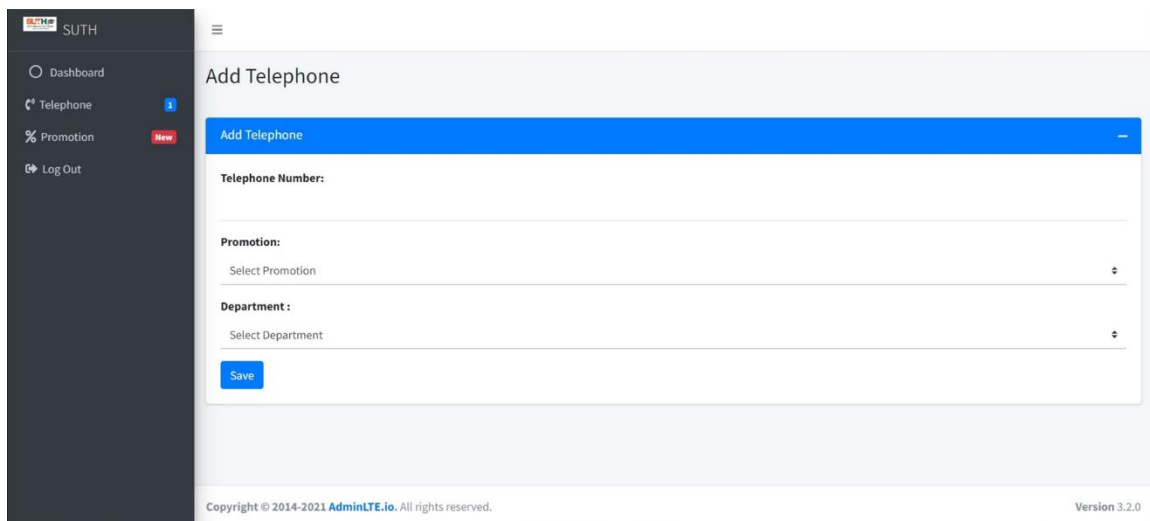 SUTH
SUTH
Dashboard
Telephone 1
Promotion New
Log Out
Add Telephone
Add Telephone
Telephone Number:
Promotion:
Select Promotion
Department :
Select Department
Save
Copyright © 2014-2021 AdminLTE.io. All rights reserved.
Version 3.2.0